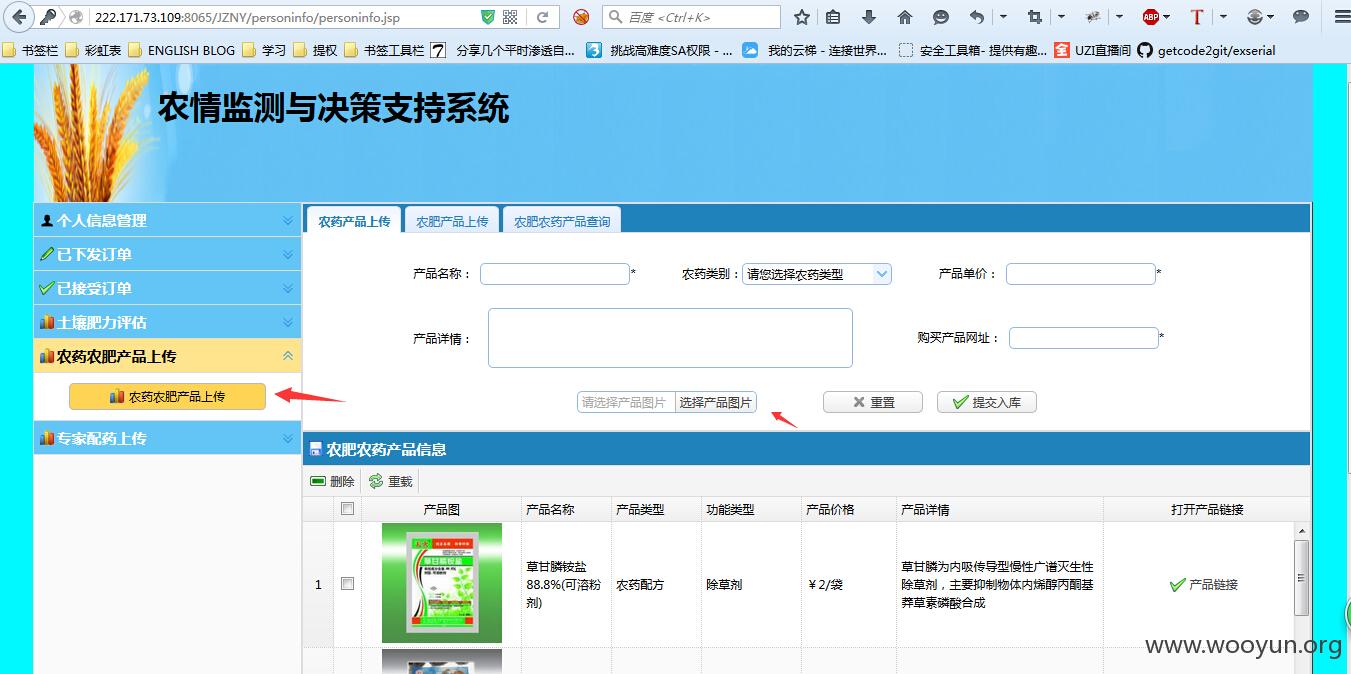 222.171.73.109:8065/JZNY/personinfo/personinfo.jsp
百度 <Ctrl+K>
ABP
T
书签栏 彩虹表 ENGLISH BLOG 学习 提权 书签工具栏 7 分享几个平时渗透自... 3 挑战高难度SA权限 - ... 我的云梯 - 连接世界... 安全工具箱- 提供有趣... 全 UZI直播间 getcode2git/exserial
农情监测与决策支持系统
个人信息管理
已下发订单
已接受订单
土壤肥力评估
农药农肥产品上传
农药农肥产品上传
专家配药上传
农药产品上传 农肥产品上传 农肥农药产品查询
产品名称： * 农药类别： 请您选择农药类型 产品单价： *
产品详情： 购买产品网址： *
请选择产品图片 选择产品图片 重置 提交入库
农肥农药产品信息
删除 重载
产品图 产品名称 产品类型 功能类型 产品价格 产品详情 打开产品链接
草甘膦铵盐
1 草甘膦铵盐 88.8%(可溶粉 剂) 农药配方 除草剂 ￥2/袋 草甘膦为内吸传导型慢性广谱灭生性
除草剂，主要抑制物体内烯醇丙酮基
莽草素磷酸合成
产品链接
www.wooyun.org